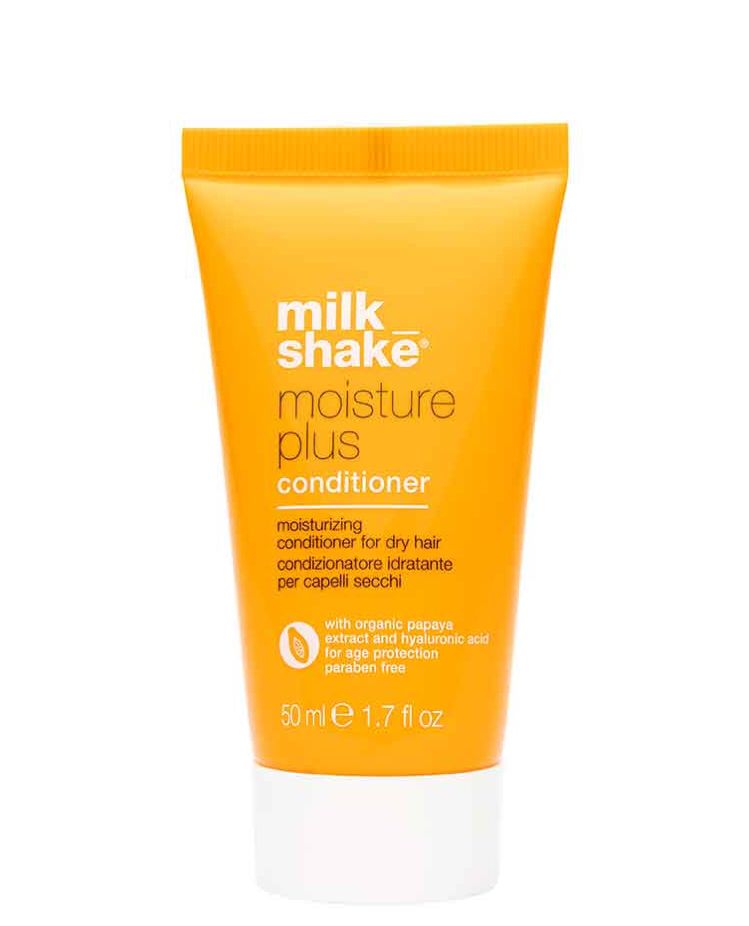 milk_
shake®
moisture
plus
conditioner
moisturizing
conditioner for dry hair
condizionatore idratante
per capelli secchi
with organic papaya
extract and hyaluronic acid
for age protection
paraben free
50 ml ℮ 1.7 fl oz